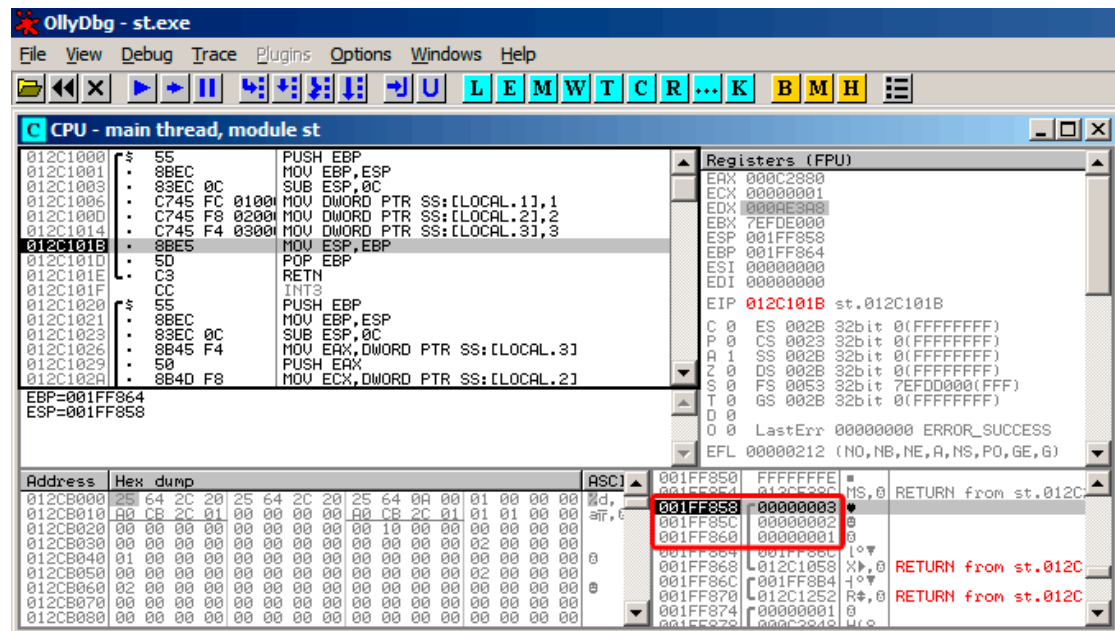 OllyDbg - st.exe
File View Debug Trace Plugins Options Windows Help
L E M W T C R ... K B M H
C CPU - main thread, module st
012C1000 $ 55 PUSH EBP
012C1001 . 8BEC MOV EBP,ESP
012C1003 . 83EC 0C SUB ESP,0C
012C1006 . C745 FC 0100 MOV DWORD PTR SS:[LOCAL.1],1
012C100D . C745 F8 0200 MOV DWORD PTR SS:[LOCAL.2],2
012C1014 . C745 F4 0300 MOV DWORD PTR SS:[LOCAL.3],3
012C101B . 8BE5 MOV ESP,EBP
012C101D . 5D POP EBP
012C101E . C3 RETN
012C101F CC INT3
012C1020 $ 55 PUSH EBP
012C1021 . 8BEC MOV EBP,ESP
012C1023 . 83EC 0C SUB ESP,0C
012C1026 . 8B45 F4 MOV EAX,DWORD PTR SS:[LOCAL.3]
012C1029 . 50 PUSH EAX
012C102A . 8B4D F8 MOV ECX,DWORD PTR SS:[LOCAL.2]
EBP=001FF864
ESP=001FF858
Registers (FPU)
EAX 000C2880
ECX 00000001
EDX 000AE3A8
EBX 7EFDE000
ESP 001FF858
EBP 001FF864
ESI 00000000
EDI 00000000
EIP 012C101B st.012C101B
C 0 ES 002B 32bit 0(FFFFFFFF)
P 0 CS 0023 32bit 0(FFFFFFFF)
A 1 SS 002B 32bit 0(FFFFFFFF)
Z 0 DS 002B 32bit 0(FFFFFFFF)
S 0 FS 0053 32bit 7EFDD000(FFF)
T 0 GS 002B 32bit 0(FFFFFFFF)
D 0
O 0 LastErr 00000000 ERROR_SUCCESS
EFL 00000212 (NO,NB,NE,A,NS,PO,GE,G)
Address Hex dump ASCI
012CB000 25 64 2C 20 25 64 2C 20 25 64 0A 00 01 00 00 00
012CB010 A0 CB 2C 01 00 00 00 00 A0 CB 2C 01 01 01 00 00
012CB020 00 00 00 00 00 00 00 00 00 10 00 00 00 00 00 00
012CB030 00 00 00 00 00 00 00 00 00 00 00 00 02 00 00 00
012CB040 01 00 00 00 00 00 00 00 00 00 00 00 00 00 00 00
012CB050 00 00 00 00 00 00 00 00 00 00 00 00 02 00 00 00
012CB060 02 00 00 00 00 00 00 00 00 00 00 00 00 00 00 00
012CB070 00 00 00 00 00 00 00 00 00 00 00 00 00 00 00 00
012CB080 00 00 00 00 00 00 00 00 00 00 00 00 00 00 00 00
001FF850 FFFFFFFE
RETURN from st.012C
001FF858 00000003
001FF85C 00000002
001FF860 00000001
001FF864 001FF86C
001FF868 012C1058 RETURN from st.012C
001FF86C 001FF8B4
001FF870 012C1252 RETURN from st.012C
001FF874 00000001